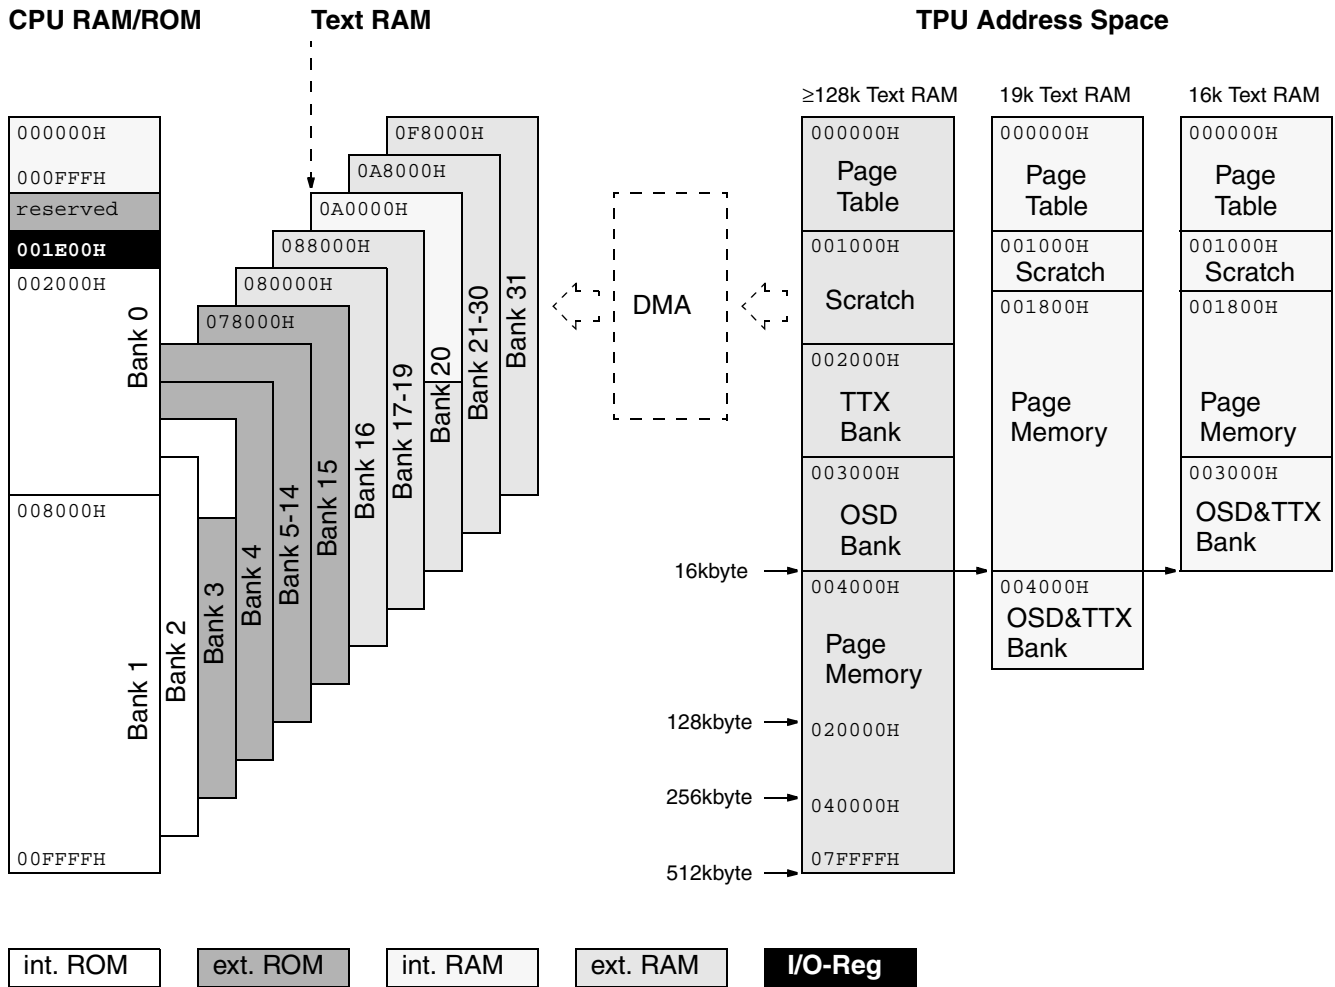 CPU RAM/ROM
Text RAM
TPU Address Space
≥128k Text RAM
19k Text RAM
16k Text RAM
000000H
000FFFH
reserved
001E00H
002000H
Bank 0
008000H
Bank 1
00FFFFH
Bank 2
Bank 3
Bank 4
Bank 5-14
078000H
Bank 15
080000H
Bank 16
088000H
Bank 17-19
0A0000H
Bank 20
0A8000H
Bank 21-30
0F8000H
Bank 31
DMA
000000H
Page
Table
001000H
Scratch
002000H
TTX
Bank
003000H
OSD
Bank
16kbyte
004000H
Page
Memory
128kbyte
020000H
256kbyte
040000H
07FFFFH
512kbyte
000000H
Page
Table
001000H
Scratch
001800H
Page
Memory
004000H
OSD&TTX
Bank
000000H
Page
Table
001000H
Scratch
001800H
Page
Memory
003000H
OSD&TTX
Bank
int. ROM
ext. ROM
int. RAM
ext. RAM
I/O-Reg